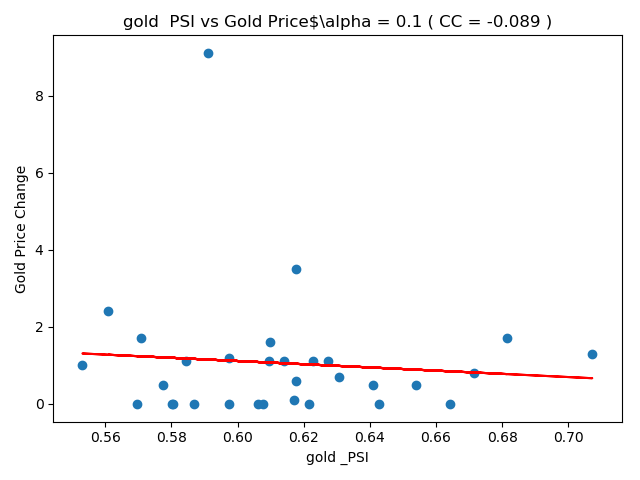 gold  PSI vs Gold Price$\alpha = 0.1 ( CC = -0.089 )
8
6
4
2
0
Gold Price Change
0.56 0.58 0.60 0.62 0.64 0.66 0.68 0.70
gold _PSI